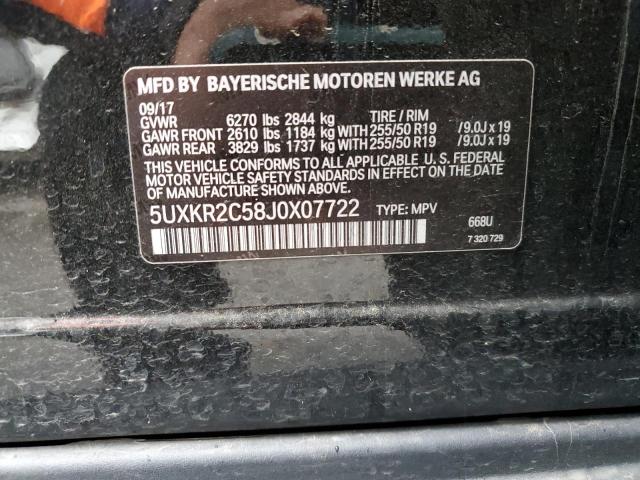 MFD BY BAYERISCHE MOTOREN WERKE AG
09/17
GVWR 6270 lbs 2844 kg TIRE / RIM
GAWR FRONT 2610 lbs 1184 kg WITH 255/50 R19 /9.0J x 19
GAWR REAR 3829 lbs 1737 kg WITH 255/50 R19 /9.0J x 19
THIS VEHICLE CONFORMS TO ALL APPLICABLE U. S. FEDERAL
MOTOR VEHICLE SAFETY STANDARDS IN EFFECT ON THE
DATE OF MANUFACTURE SHOWN ABOVE.
5UXKR2C58J0X07722 TYPE: MPV
668U
7 320 729